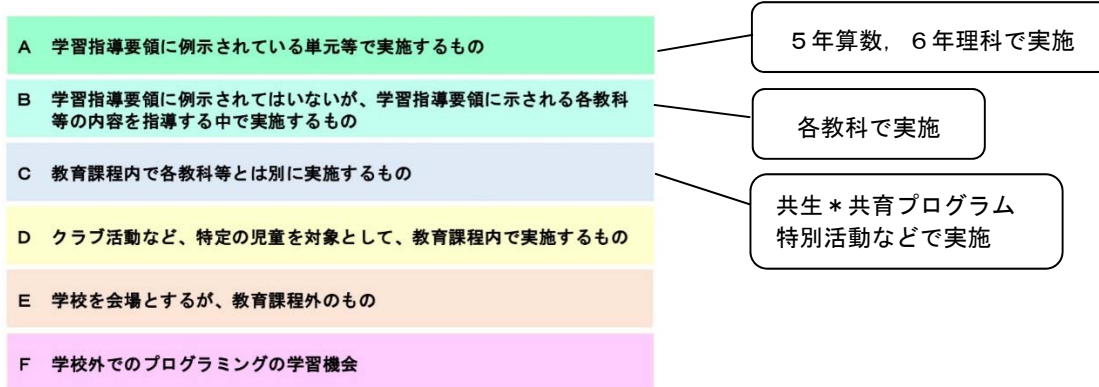 A 学習指導要領に例示されている単元等で実施するもの
5年算数，6年理科で実施
B 学習指導要領に例示されてはいないが、学習指導要領に示される各教科
等の内容を指導する中で実施するもの
各教科で実施
C 教育課程内で各教科等とは別に実施するもの
共生＊共育プログラム
特別活動などで実施
D クラブ活動など、特定の児童を対象として、教育課程内で実施するもの
E 学校を会場とするが、教育課程外のもの
F 学校外でのプログラミングの学習機会